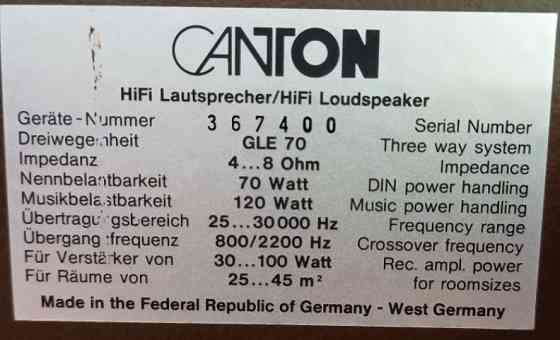 CANTON
HiFi Lautsprecher/HiFi Loudspeaker
Geräte-Nummer 367400 Serial Number
Dreiwegeinheit GLE 70 Three way system
Impedanz 4...8 Ohm Impedance
Nennbelastbarkeit 70 Watt DIN power handling
Musikbelastbarkeit 120 Watt Music power handling
Übertragungsbereich 25...30000 Hz Frequency range
Übergangsfrequenz 800/2200 Hz Crossover frequency
Für Verstärker von 30...100 Watt Rec. ampl. power
Für Räume von 25...45 m² for roomsizes
Made in the Federal Republic of Germany - West Germany